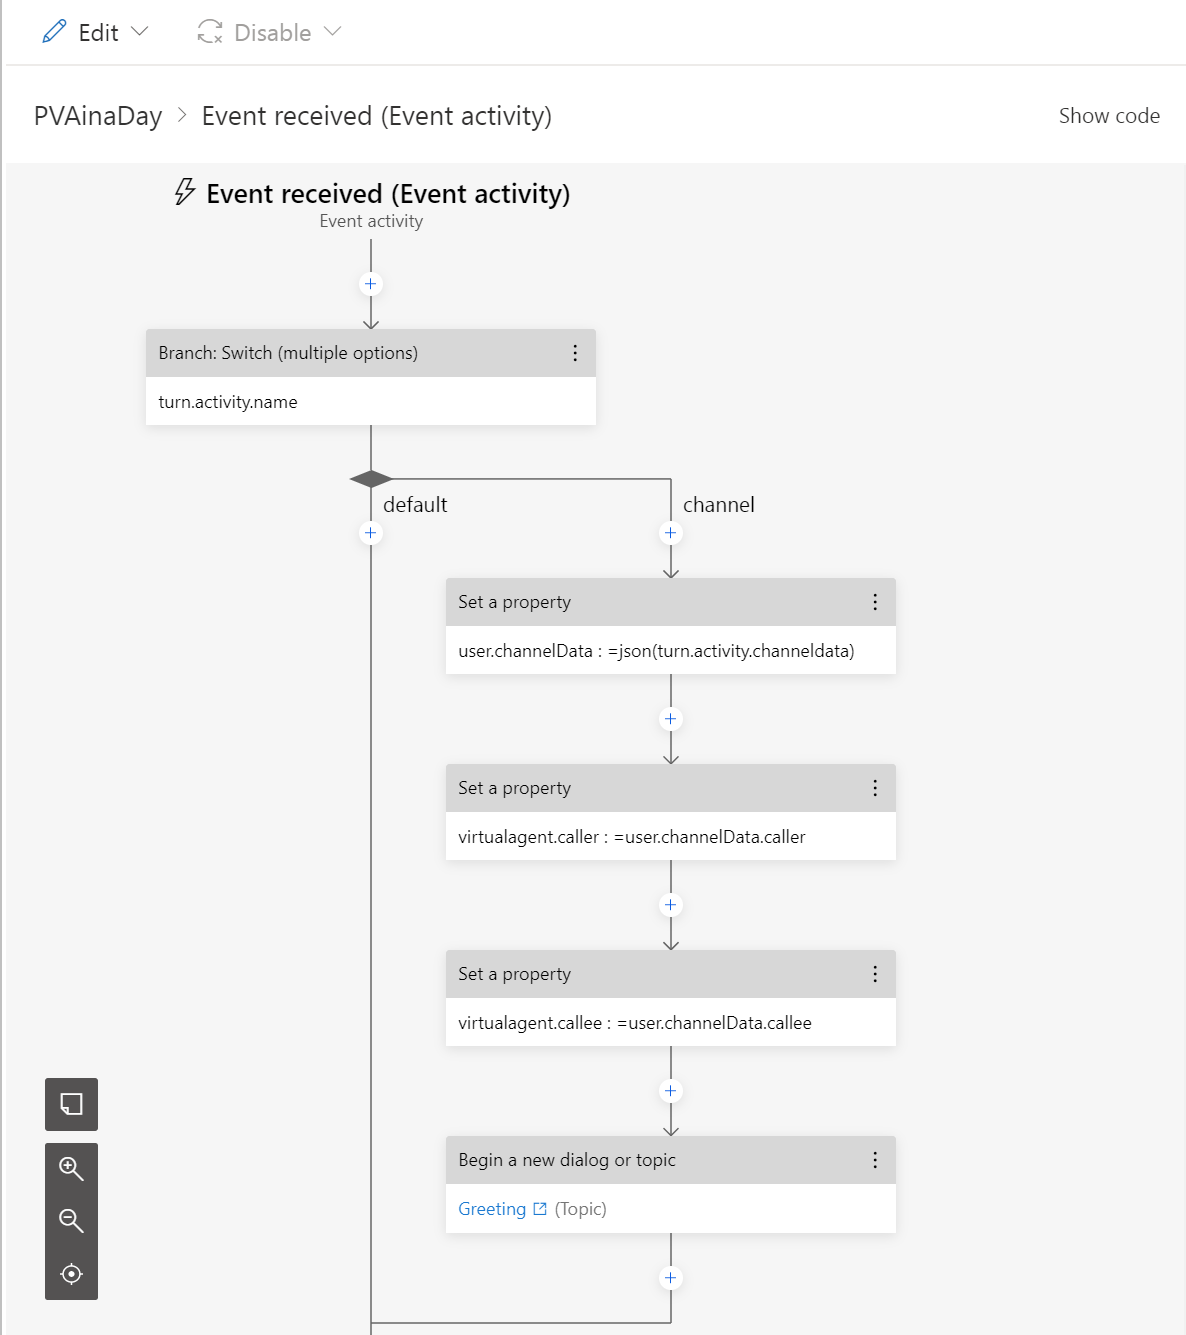 Edit Disable
PVAinaDay > Event received (Event activity) Show code
Event received (Event activity)
Event activity
Branch: Switch (multiple options)
turn.activity.name
default channel
Set a property
user.channelData : =json(turn.activity.channeldata)
Set a property
virtualagent.caller : =user.channelData.caller
Set a property
virtualagent.callee : =user.channelData.callee
Begin a new dialog or topic
Greeting (Topic)